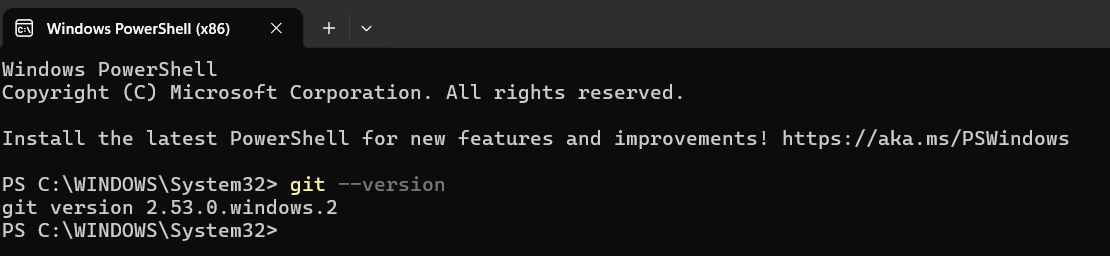 Windows PowerShell (x86)
Windows PowerShell
Copyright (C) Microsoft Corporation. All rights reserved.
Install the latest PowerShell for new features and improvements! https://aka.ms/PSWindows
PS C:\WINDOWS\System32> git --version
git version 2.53.0.windows.2
PS C:\WINDOWS\System32>